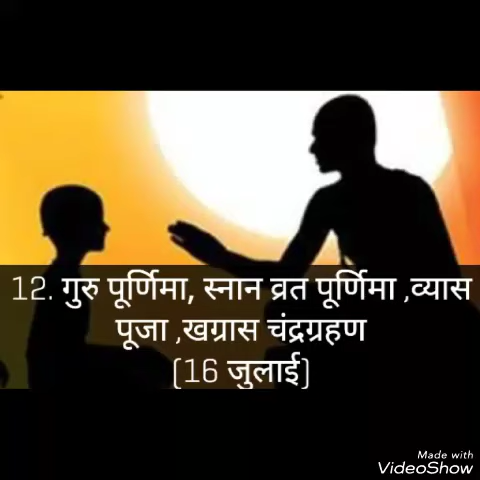 12. गुरु पूर्णिमा, स्नान व्रत पूर्णिमा ,व्यास
पूजा ,खग्रास चंद्रग्रहण
(16 जुलाई)
Made with
VideoShow